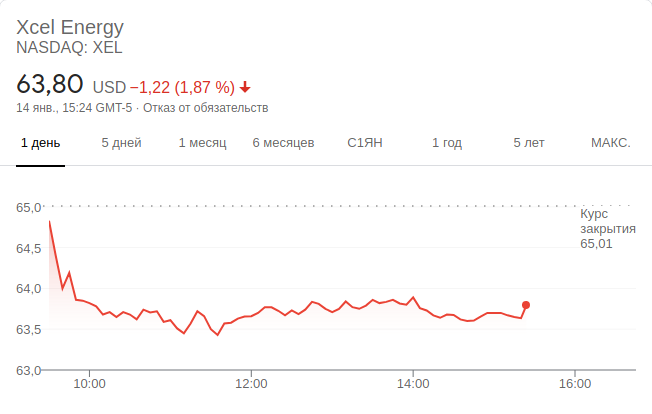 Xcel Energy
NASDAQ: XEL
63,80 USD −1,22 (1,87 %)
14 янв., 15:24 GMT-5 · Отказ от обязательств
1 день 5 дней 1 месяц 6 месяцев С1ЯН 1 год 5 лет МАКС.
65,0
Курс
закрытия
65,01
64,5
64,0
63,5
63,0
10:00 12:00 14:00 16:00